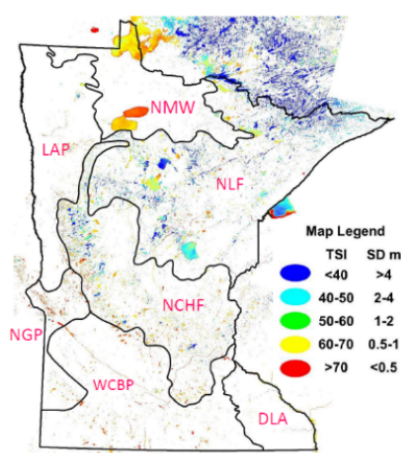 NMW
LAP
NLF
Map Legend
TSI SD m
<40 >4
40-50 2-4
50-60 1-2
60-70 0.5-1
>70 <0.5
NCHF
NGP
WCBP
DLA